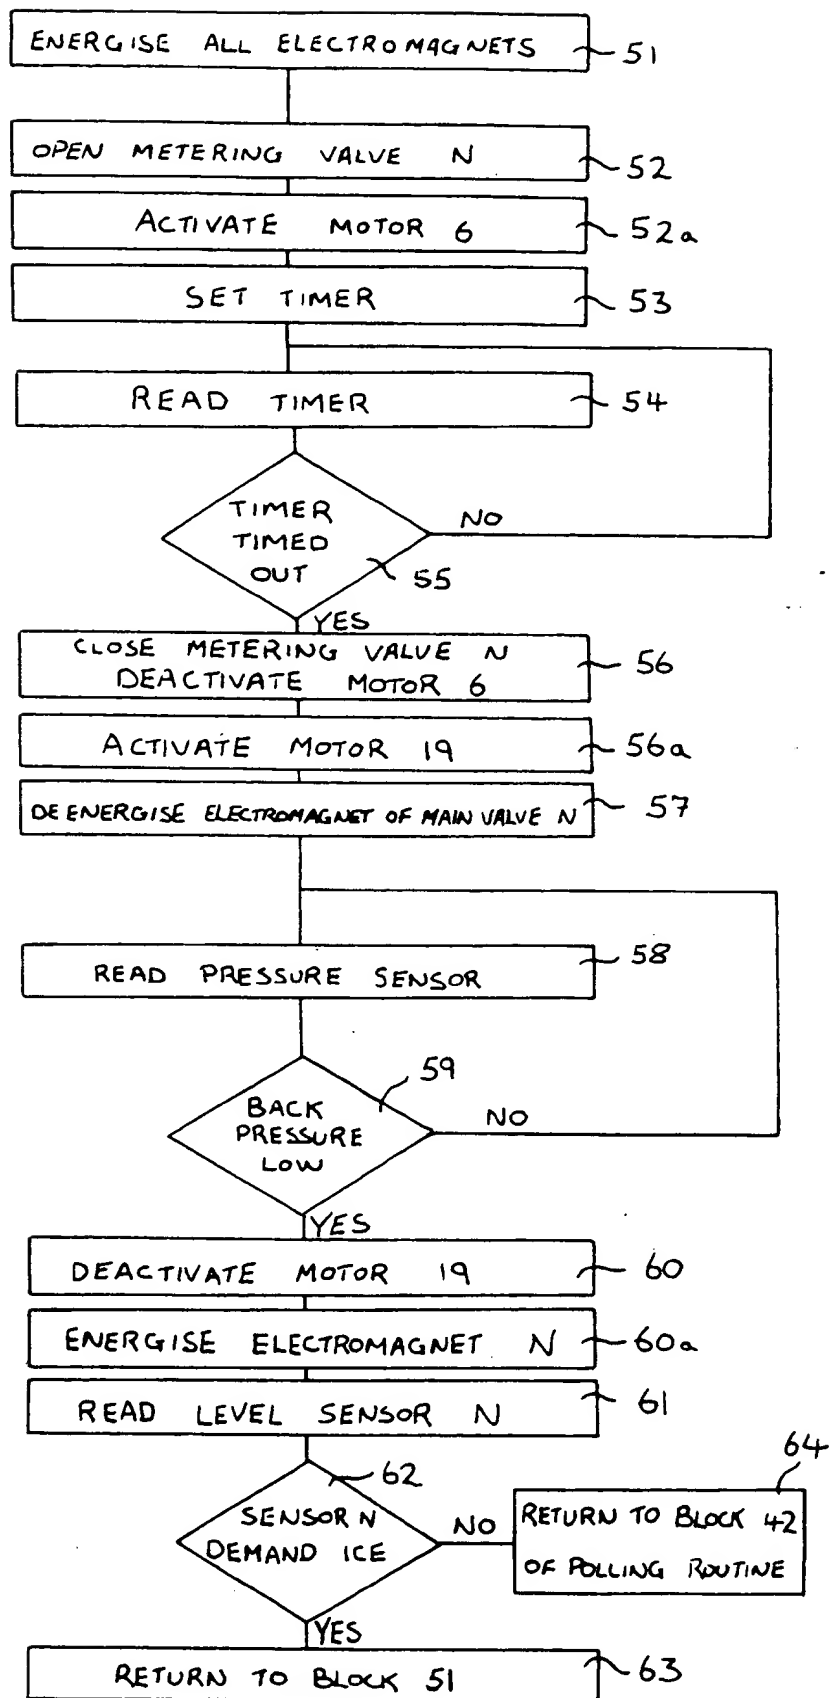 ENERGISE ALL ELECTROMAGNETS 51
OPEN METERING VALVE N 52
ACTIVATE MOTOR 6 52a
SET TIMER 53
READ TIMER 54
TIMER
TIMED
OUT
NO
55
YES
CLOSE METERING VALVE N
DEACTIVATE MOTOR 6
56
ACTIVATE MOTOR 19 56a
DE ENERGISE ELECTROMAGNET OF MAIN VALVE N 57
READ PRESSURE SENSOR 58
59
BACK
PRESSURE
LOW
NO
YES
DEACTIVATE MOTOR 19 60
ENERGISE ELECTROMAGNET N 60a
READ LEVEL SENSOR N 61
62
SENSOR N
DEMAND ICE
NO
64
RETURN TO BLOCK 42
OF POLLING ROUTINE
YES
RETURN TO BLOCK 51 63